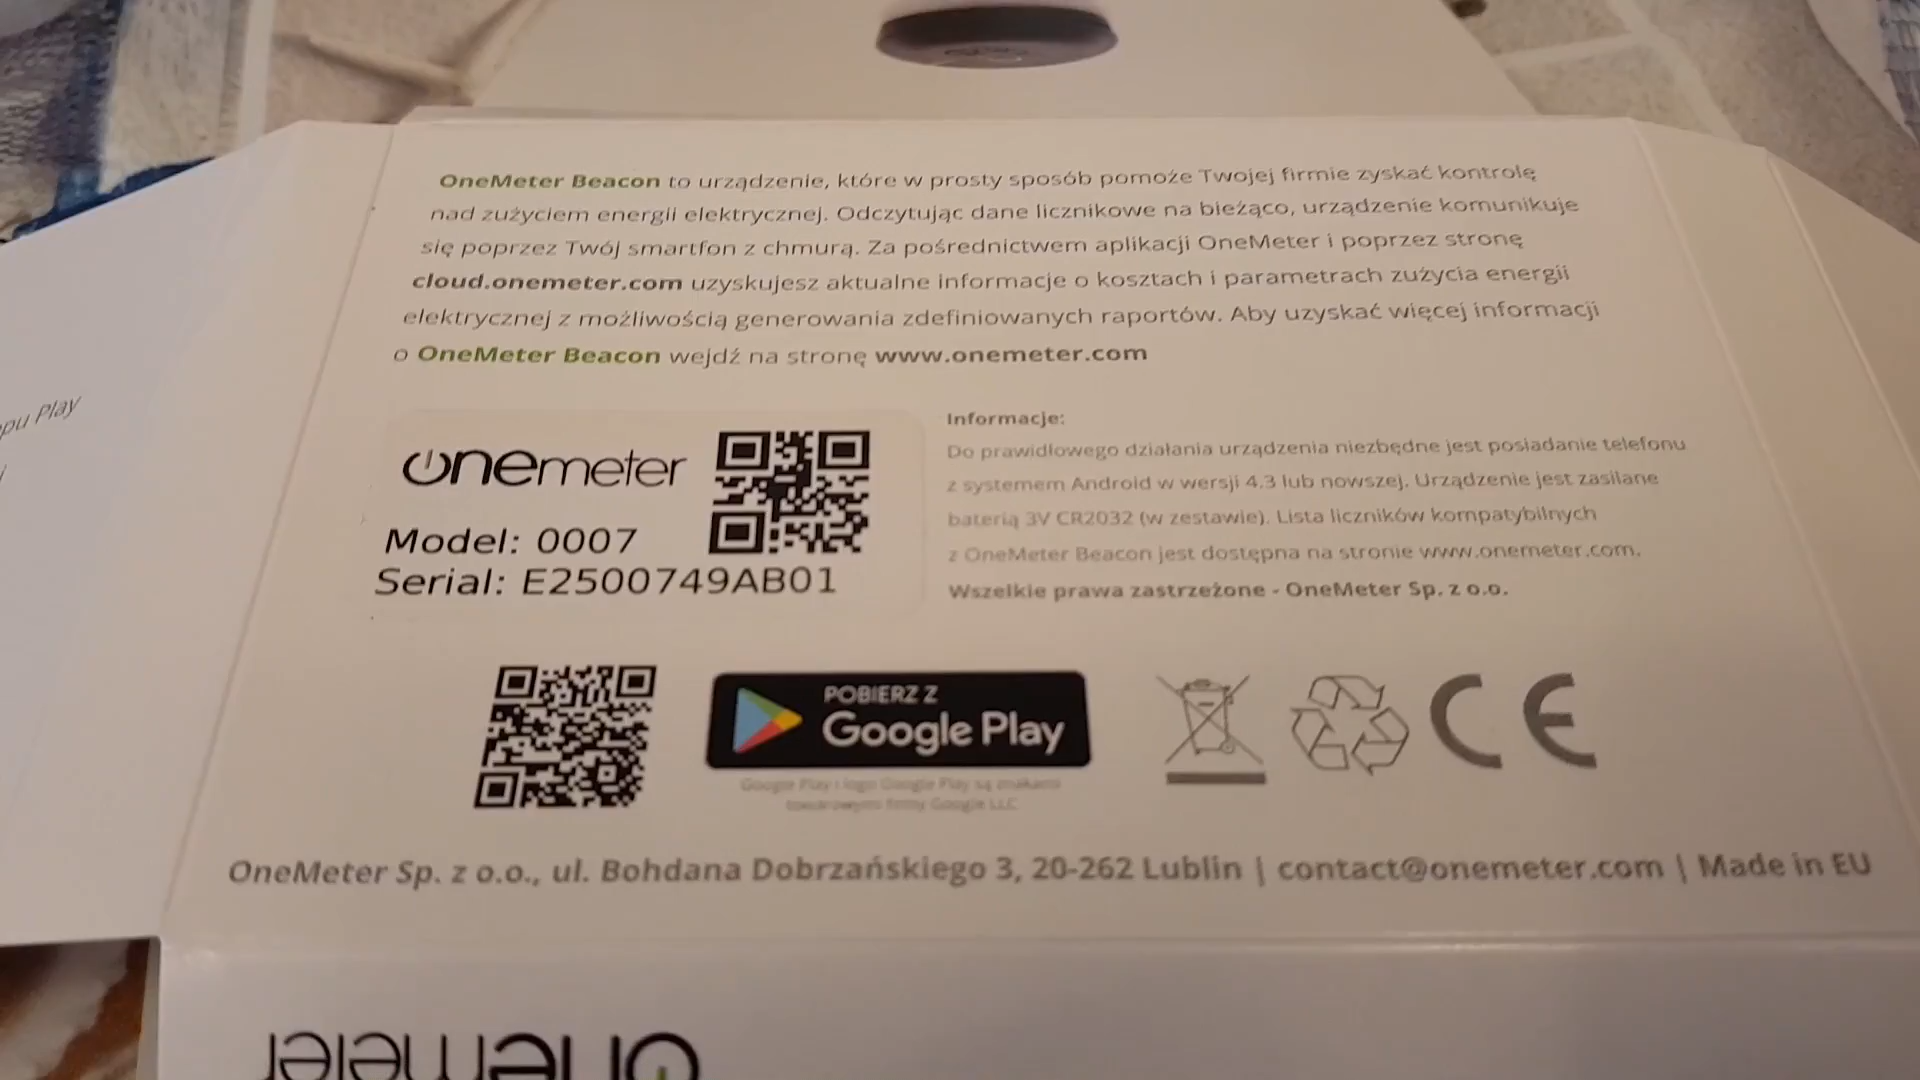 OneMeter Beacon to urządzenie, które w prosty sposób pomoże Twojej firmie zyskać kontrolę
nad zużyciem energii elektrycznej. Odczytując dane licznikowe na bieżąco, urządzenie komunikuje
się poprzez Twój smartfon z chmurą. Za pośrednictwem aplikacji OneMeter i poprzez stronę
cloud.onemeter.com uzyskujesz aktualne informacje o kosztach i parametrach zużycia energii
elektrycznej z możliwością generowania zdefiniowanych raportów. Aby uzyskać więcej informacji
o OneMeter Beacon wejdź na stronę www.onemeter.com
Play
onemeter
Model: 0007
Serial: E2500749AB01
Informacje:
Do prawidłowego działania urządzenia niezbędne jest posiadanie telefonu
z systemem Android w wersji 4.3 lub nowszej. Urządzenie jest zasilane
baterią 3V CR2032 (w zestawie). Lista liczników kompatybilnych
z OneMeter Beacon jest dostępna na stronie www.onemeter.com.
Wszelkie prawa zastrzeżone - OneMeter Sp. z o.o.
POBIERZ Z
Google Play
Google Play i logo Google Play są znakami
towarowymi firmy Google LLC
CE
OneMeter Sp. z o.o., ul. Bohdana Dobrzańskiego 3, 20-262 Lublin | contact@onemeter.com | Made in EU
onemeter